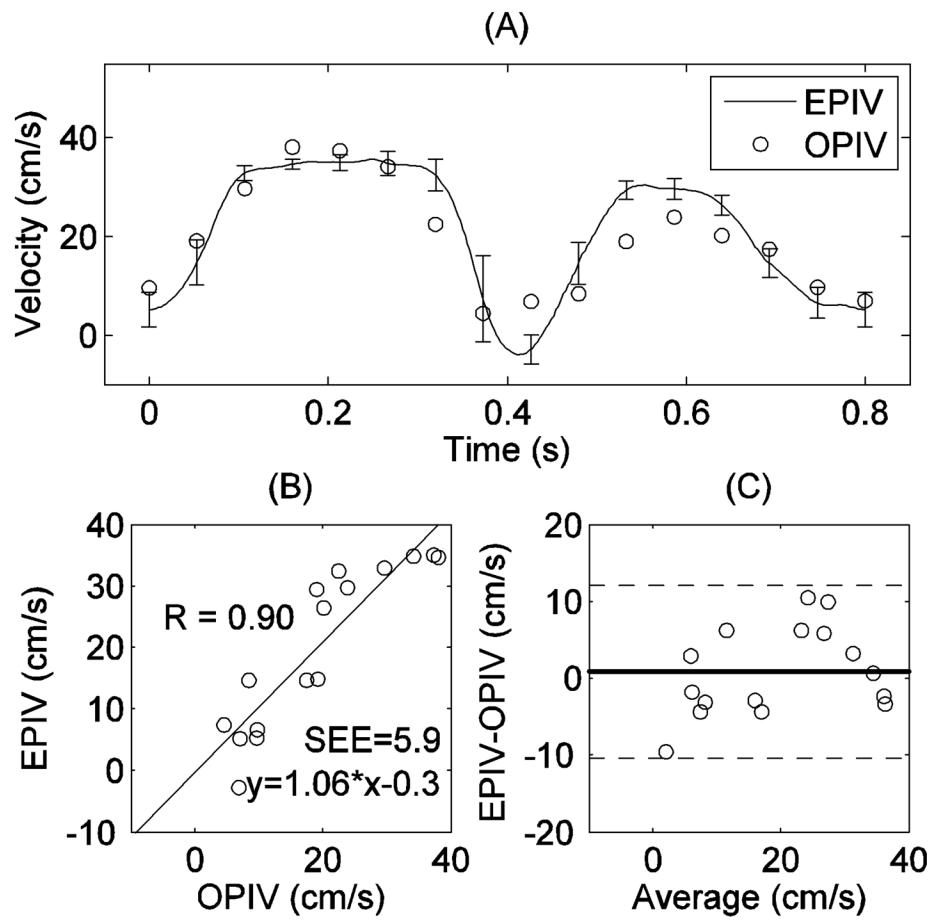 (A)
Velocity (cm/s)
40
20
0
EPIV
OPIV
0
0.2
0.4
0.6
0.8
Time (s)
(B)
EPIV (cm/s)
40
30
20
10
0
-10
R = 0.90
SEE=5.9
y=1.06*x-0.3
0
20
40
OPIV (cm/s)
(C)
EPIV-OPIV (cm/s)
20
10
0
-10
-20
0
20
40
Average (cm/s)